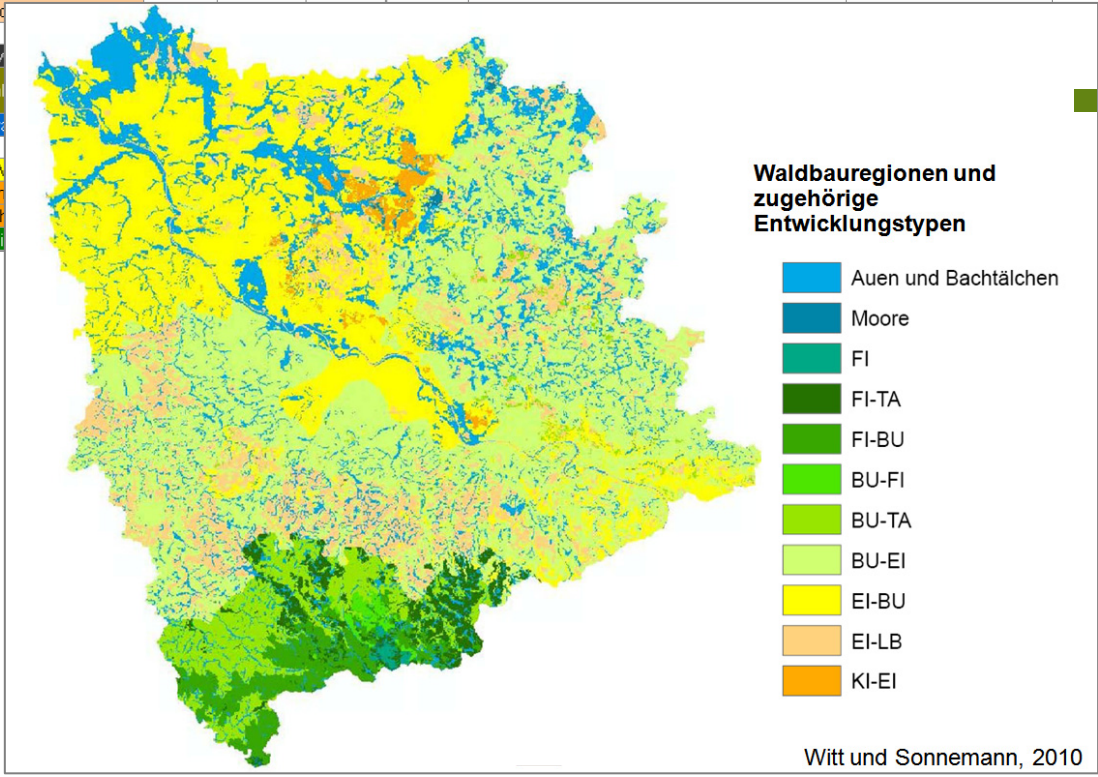 Waldbauregionen und
zugehörige
Entwicklungstypen
Auen und Bachtälchen
Moore
FI
FI-TA
FI-BU
BU-FI
BU-TA
BU-EI
EI-BU
EI-LB
KI-EI
Witt und Sonnemann, 2010